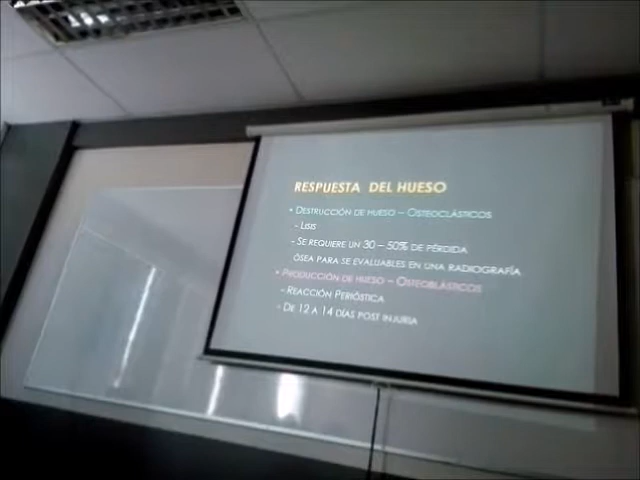 RESPUESTA DEL HUESO
• DESTRUCCIÓN DE HUESO – OSTEOCLÁSTICOS
- LISIS
- SE REQUIERE UN 30 – 50% DE PÉRDIDA
ÓSEA PARA SE EVALUABLES EN UNA RADIOGRAFÍA
• PRODUCCIÓN DE HUESO – OSTEOBLÁSTICOS
- REACCIÓN PERIÓSTICA
- DE 12 A 14 DÍAS POST INJURIA